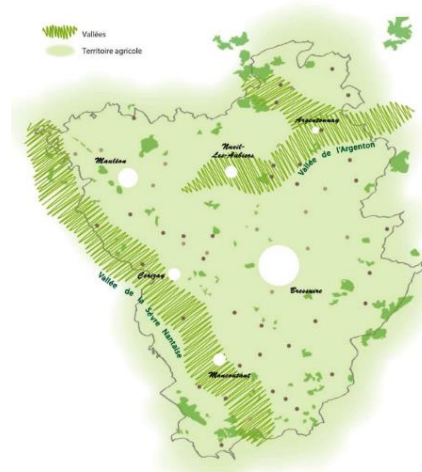 Vallées
Territoire agricole
Argentonnay
Nueil-
Les-Aubiers
Mauléon
Vallée de l'Argenton
Cerizay
Bressuire
Vallée de la Sèvre Nantaise
Moncoutant